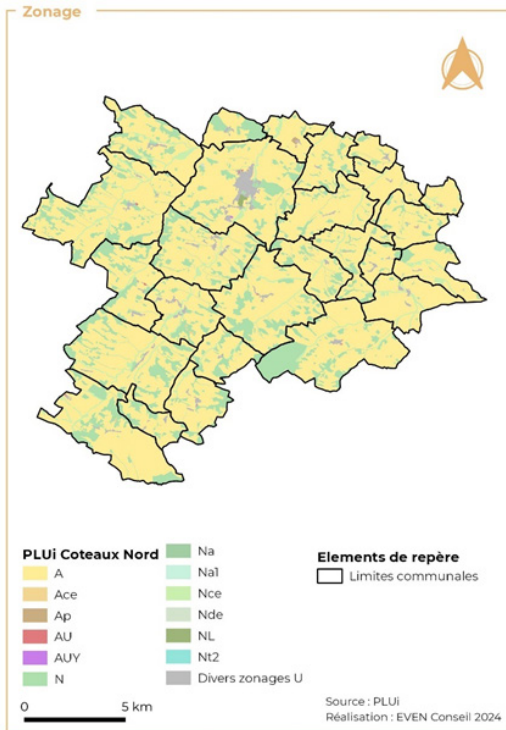 Zonage
PLUi Coteaux Nord
A
Ace
Ap
AU
AUY
N
Na
Na1
Nce
Nde
NL
Nt2
Divers zonages U
Elements de repère
Limites communales
0 5 km
Source : PLUi
Réalisation : EVEN Conseil 2024